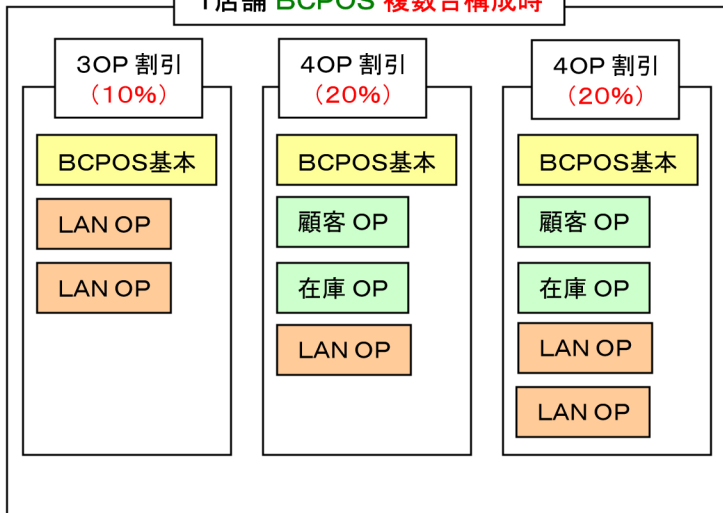 1店舗 BCPOS 複数台構成時
3OP 割引
（10%）
BCPOS基本
LAN OP
LAN OP
4OP 割引
（20%）
BCPOS基本
顧客 OP
在庫 OP
LAN OP
4OP 割引
（20%）
BCPOS基本
顧客 OP
在庫 OP
LAN OP
LAN OP